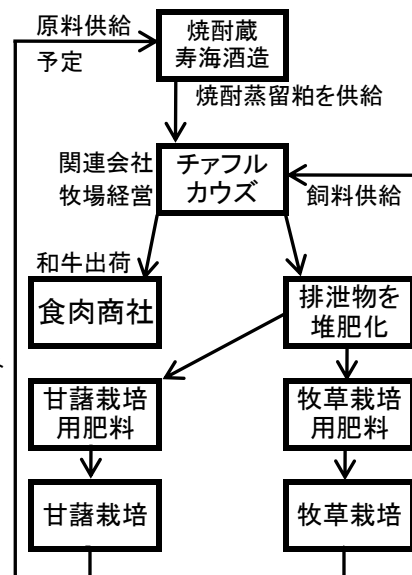 原料供給
予定
焼酎蔵
寿海酒造
焼酎蒸留粕を供給
関連会社
牧場経営
チァフル
カウズ
飼料供給
和牛出荷
食肉商社
排泄物を
堆肥化
甘藷栽培
用肥料
牧草栽培
用肥料
甘藷栽培
牧草栽培